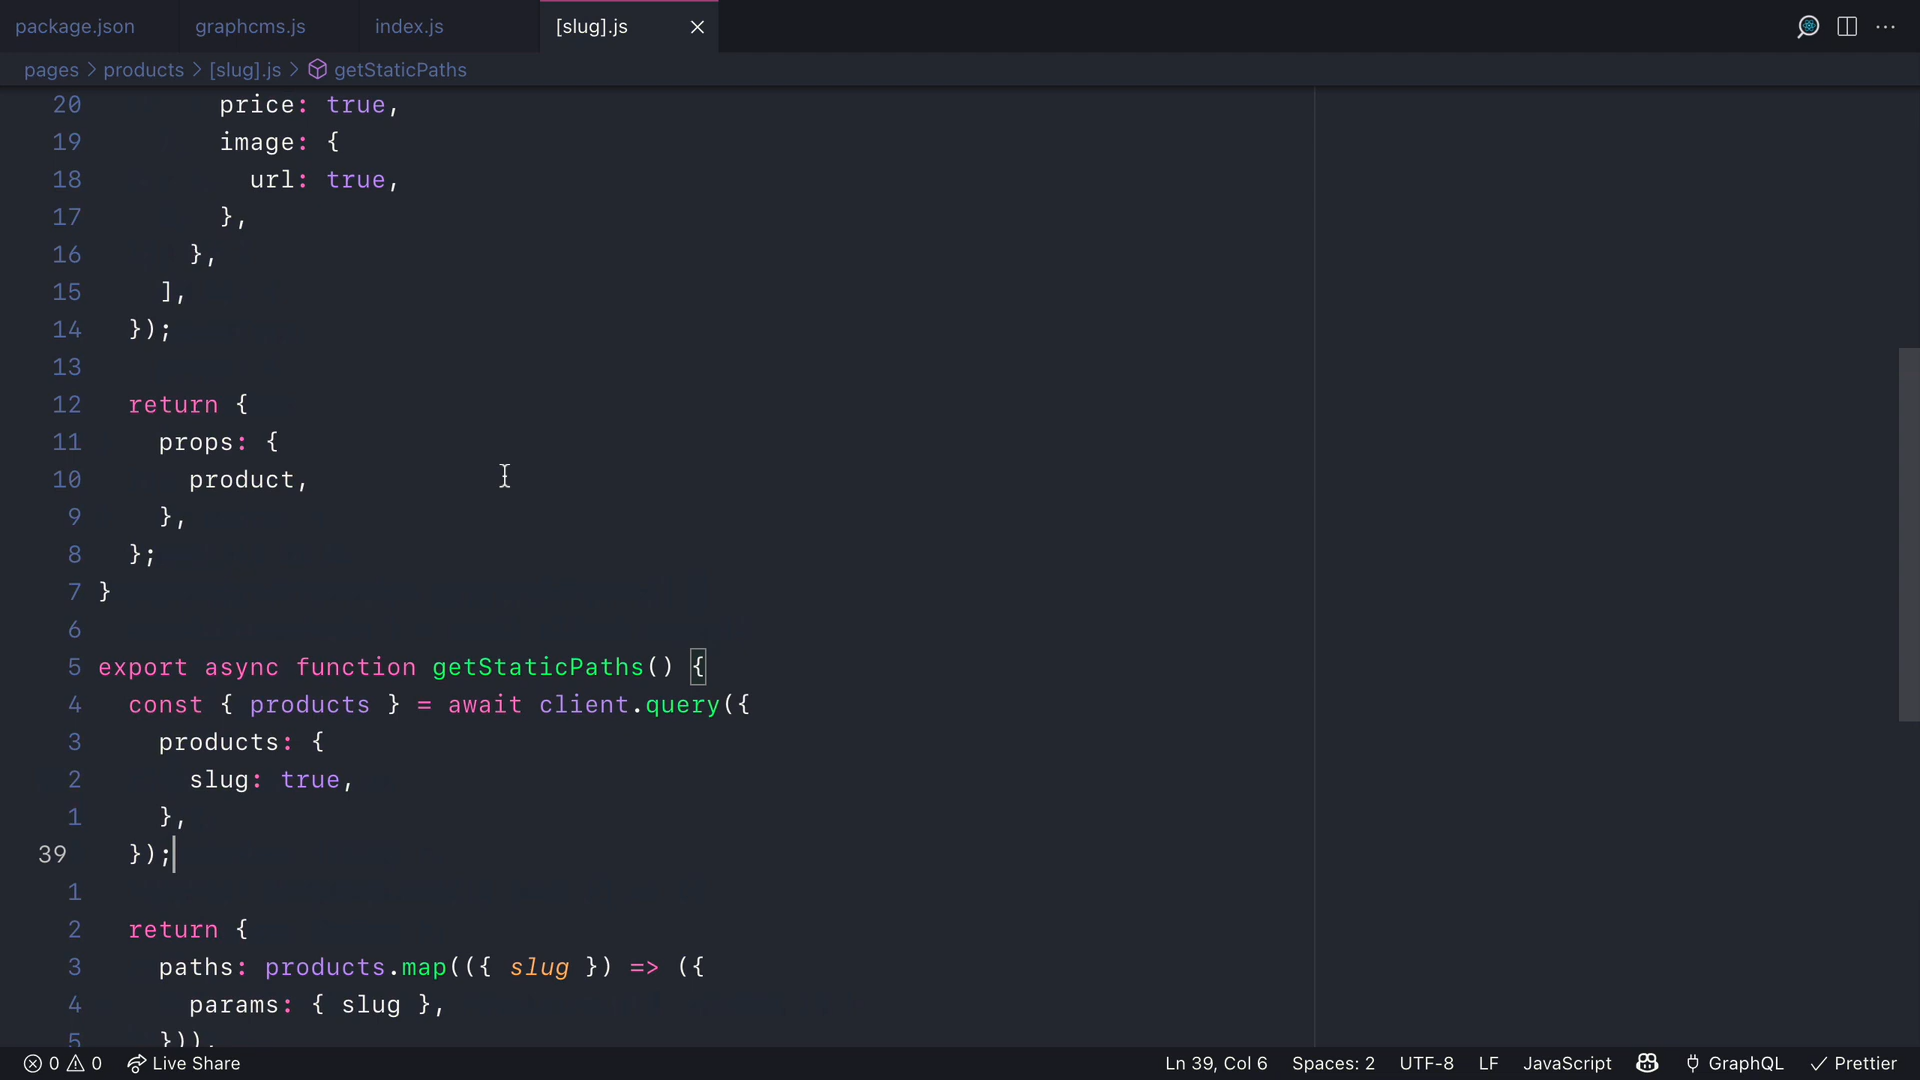 package.json graphcms.js index.js [slug].js
pages > products > [slug].js > getStaticPaths
20 price: true,
19 image: {
18 url: true,
17 },
16 },
15 ],
14 });
13
12 return {
11 props: {
10 product,
9 },
8 };
7 }
6
5 export async function getStaticPaths() {
4 const { products } = await client.query({
3 products: {
2 slug: true,
1 },
39 });
1
2 return {
3 paths: products.map(({ slug }) => ({
4 params: { slug },
5 })),
0 0 Live Share Ln 39, Col 6 Spaces: 2 UTF-8 LF JavaScript GraphQL Prettier